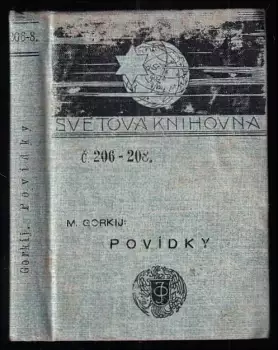 SVĚTOVÁ KNIHOVNA
Č. 206 - 208.
M. GORKIJ:
POVÍDKY
206-8.
Gorkij. Povídky